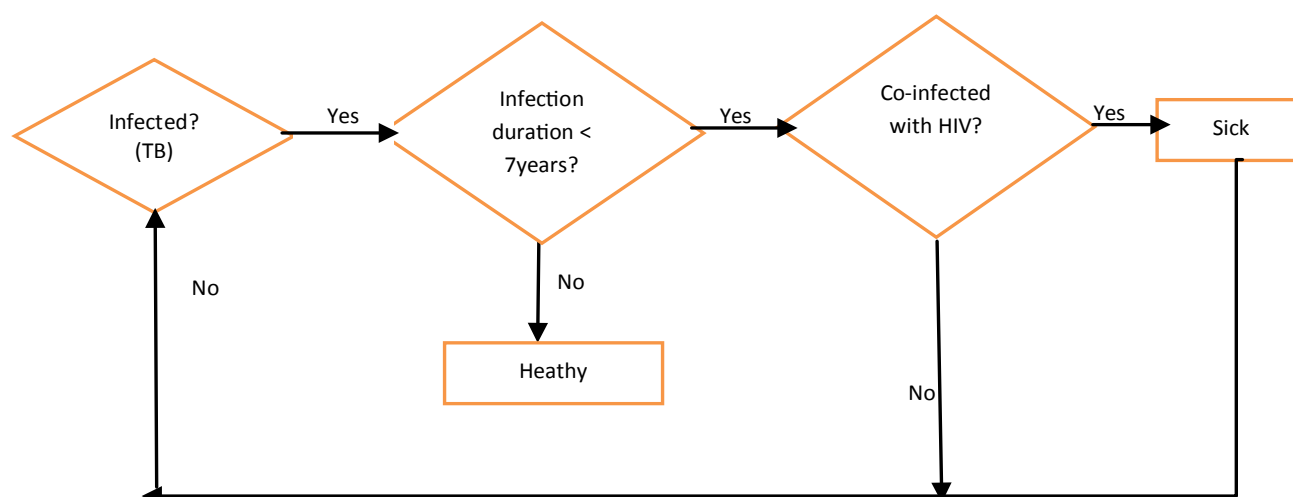 Infected?
(TB)
Yes
Infection
duration <
7years?
Yes
Co-infected
with HIV?
Yes
Sick
No
No
Heathy
No